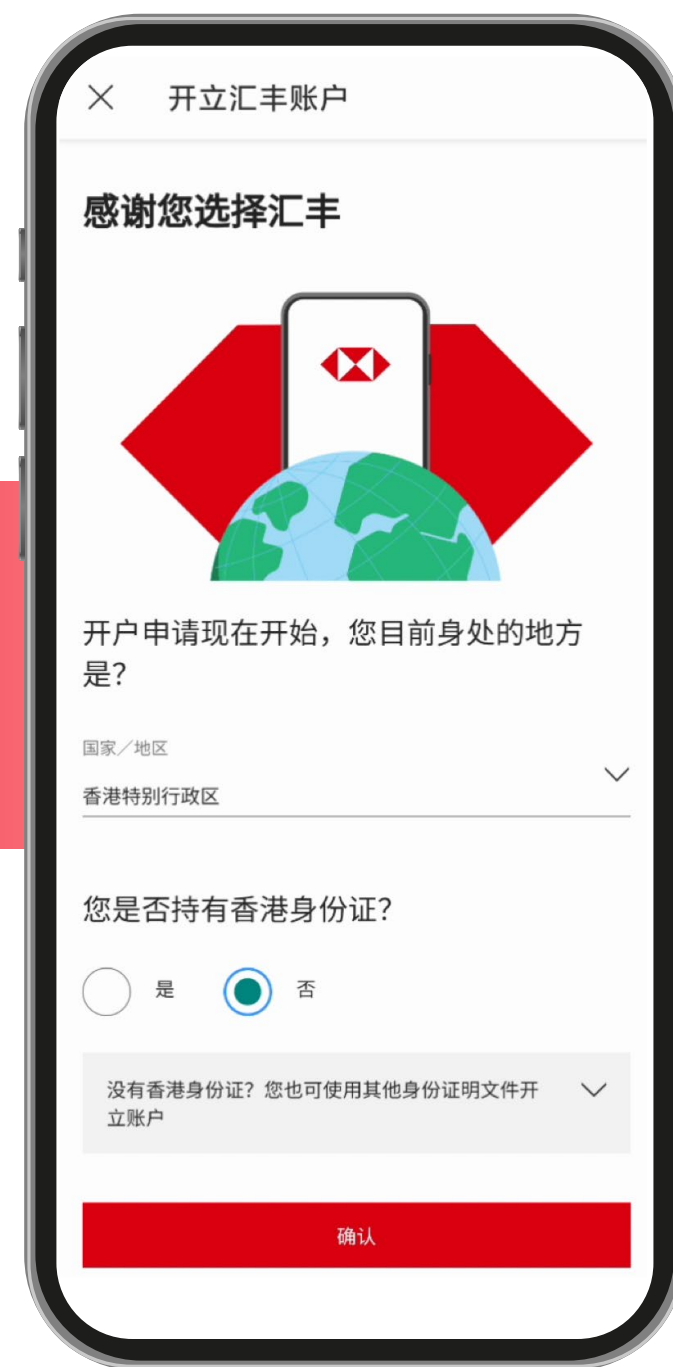 开立汇丰账户
感谢您选择汇丰
开户申请现在开始，您目前身处的地方
是？
国家／地区
香港特别行政区
您是否持有香港身份证？
是 否
没有香港身份证？您也可使用其他身份证明文件开
立账户
确认